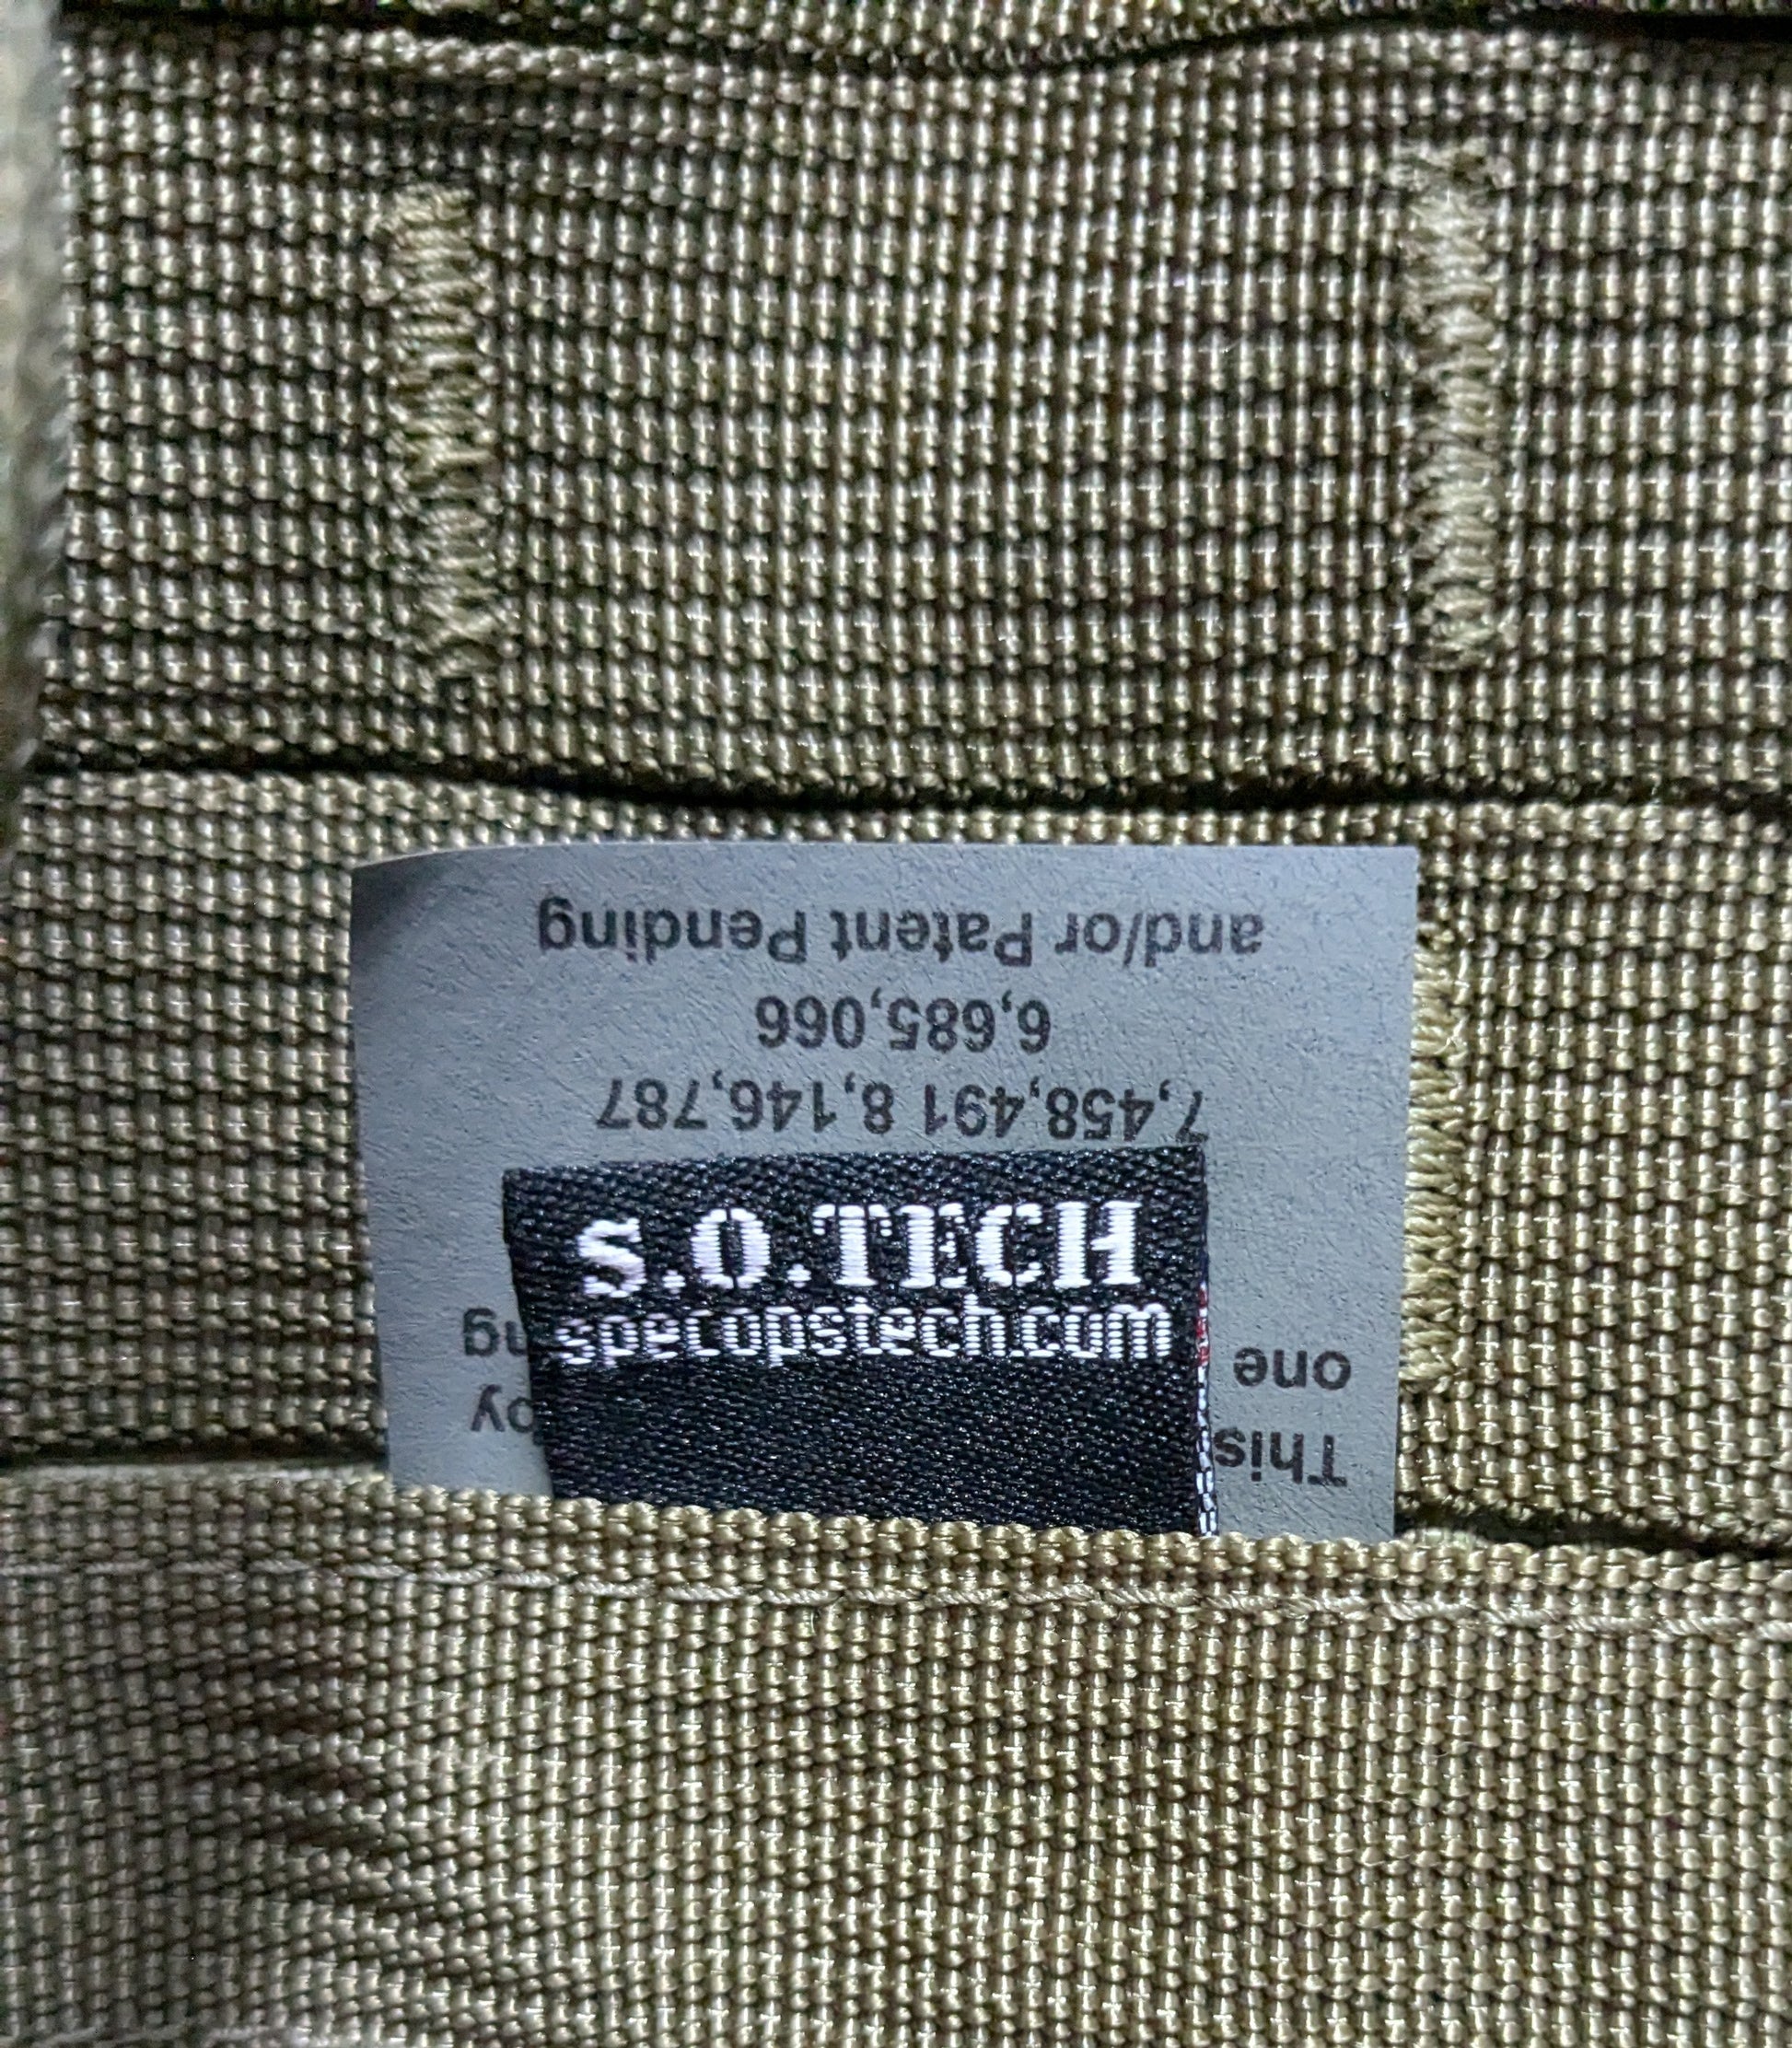 S.O.TECH
specopstech.com
This
one
7,458,491 8,146,787
6,685,066
and/or Patent Pending